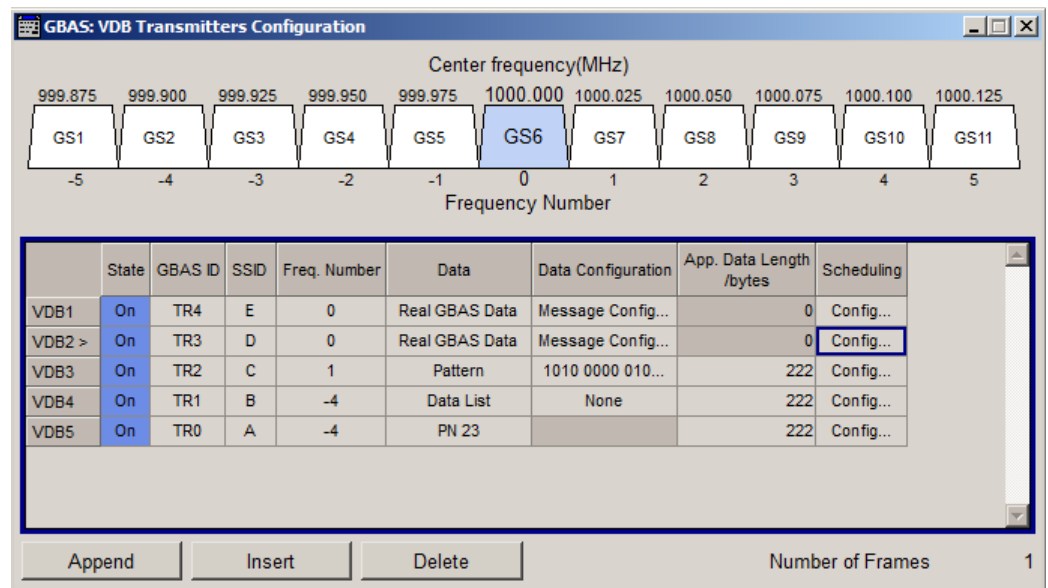 GBAS: VDB Transmitters Configuration
Center frequency(MHz)
999.875 999.900 999.925 999.950 999.975 1000.000 1000.025 1000.050 1000.075 1000.100 1000.125
GS1 GS2 GS3 GS4 GS5 GS6 GS7 GS8 GS9 GS10 GS11
-5 -4 -3 -2 -1 0 1 2 3 4 5
Frequency Number
State GBAS ID SSID Freq. Number Data Data Configuration App. Data Length /bytes Scheduling
VDB1 On TR4 E 0 Real GBAS Data Message Config... 0 Config...
VDB2 > On TR3 D 0 Real GBAS Data Message Config... 0 Config...
VDB3 On TR2 C 1 Pattern 1010 0000 010... 222 Config...
VDB4 On TR1 B -4 Data List None 222 Config...
VDB5 On TR0 A -4 PN 23 222 Config...
Append Insert Delete Number of Frames 1